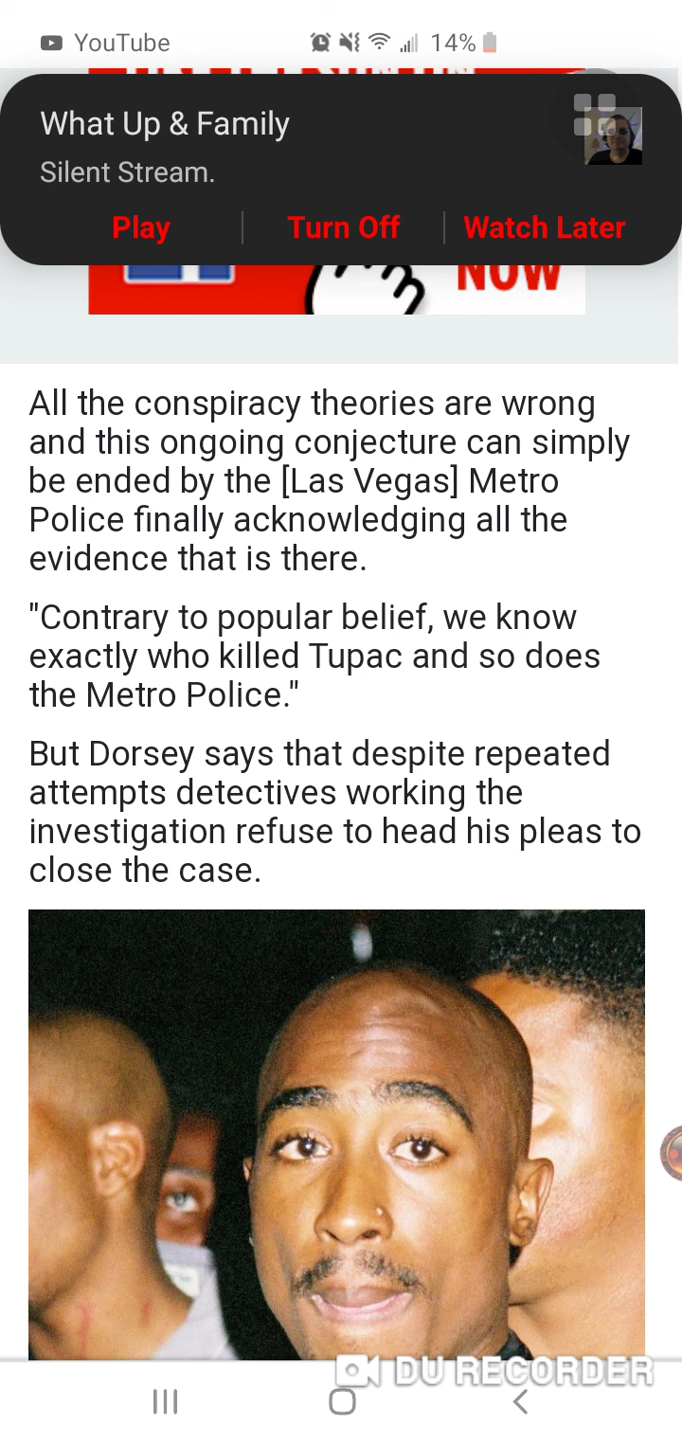 YouTube
14%
What Up & Family
Silent Stream.
Play
Turn Off
Watch Later
NOW
All the conspiracy theories are wrong
and this ongoing conjecture can simply
be ended by the [Las Vegas] Metro
Police finally acknowledging all the
evidence that is there.
"Contrary to popular belief, we know
exactly who killed Tupac and so does
the Metro Police."
But Dorsey says that despite repeated
attempts detectives working the
investigation refuse to head his pleas to
close the case.
DU RECORDER